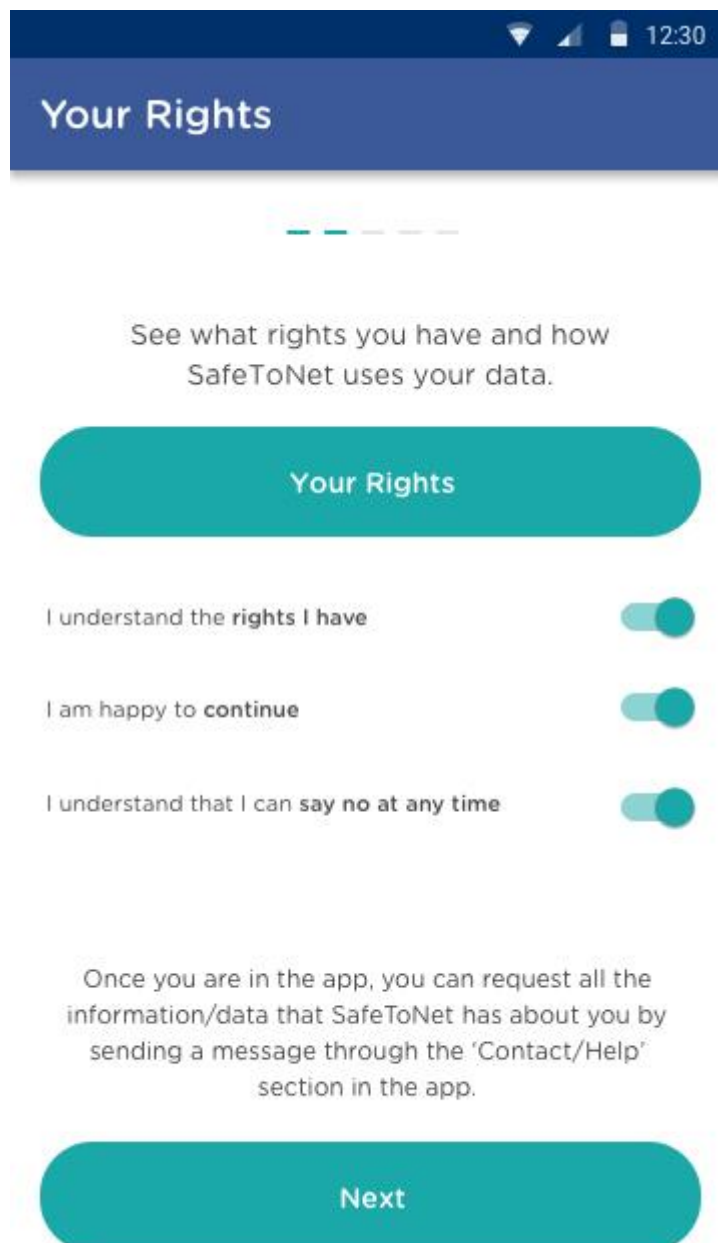 12:30
Your Rights
See what rights you have and how
SafeToNet uses your data.
Your Rights
I understand the rights I have
I am happy to continue
I understand that I can say no at any time
Once you are in the app, you can request all the
information/data that SafeToNet has about you by
sending a message through the ‘Contact/Help’
section in the app.
Next